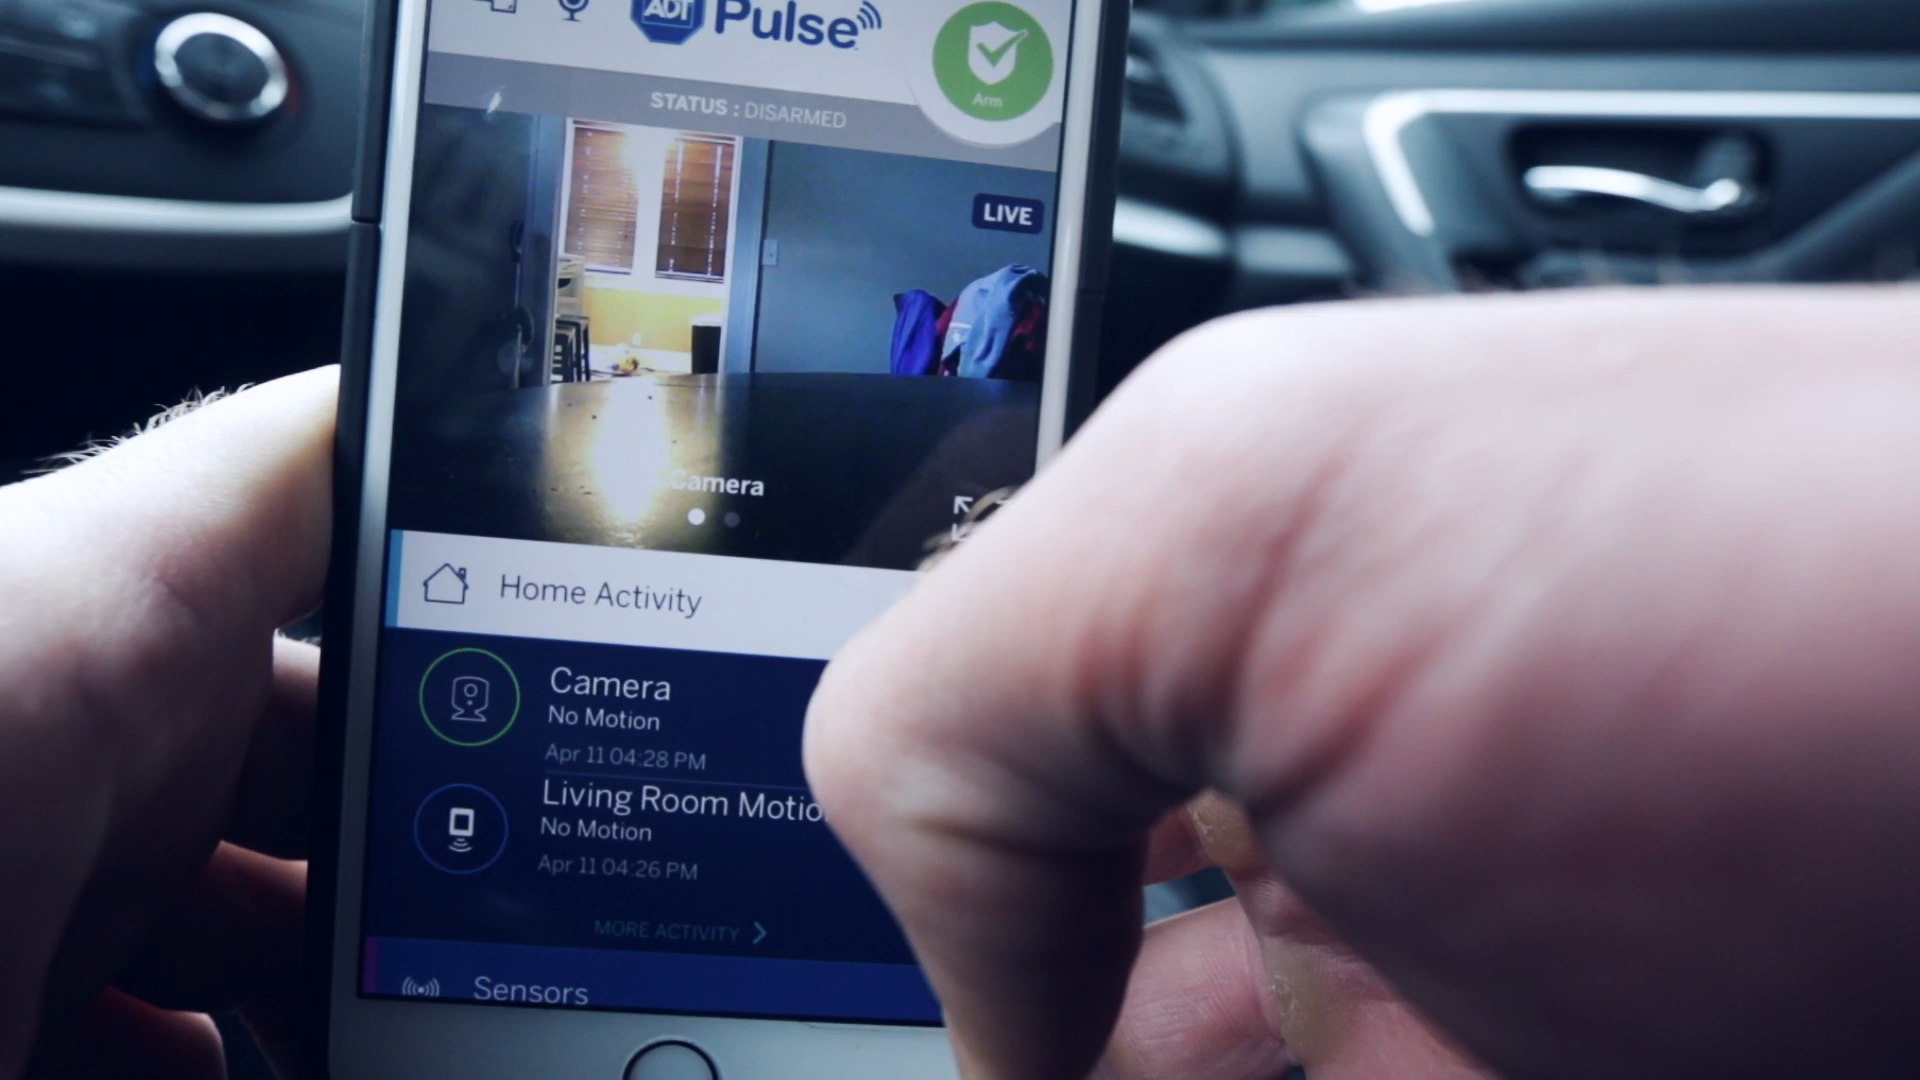 ADT Pulse
Arm
STATUS : DISARMED
LIVE
Camera
Home Activity
Camera
No Motion
Apr 11 04:28 PM
Living Room Motio
No Motion
Apr 11 04:26 PM
MORE ACTIVITY
Sensors